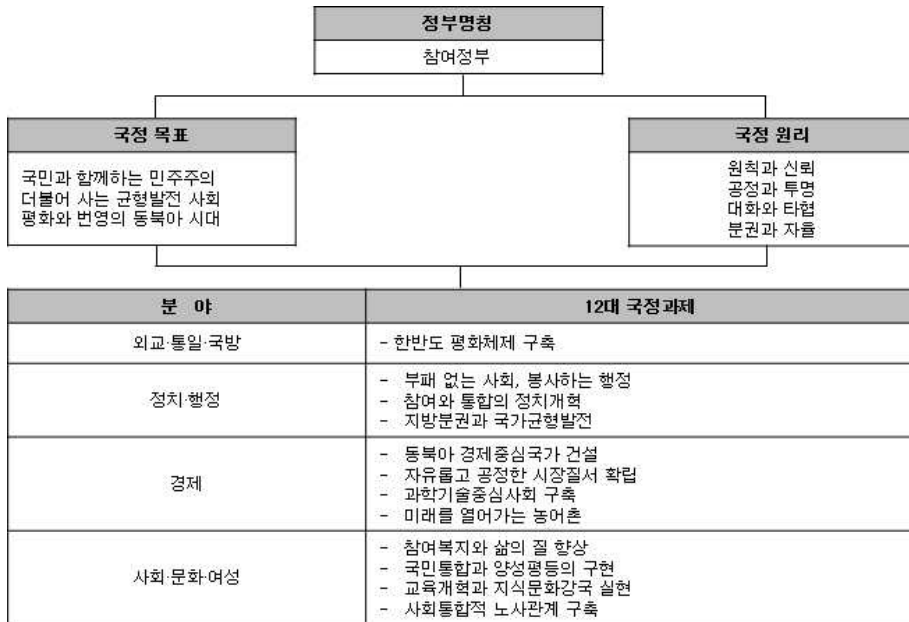 정부명칭
참여정부
국정 목표
국민과 함께하는 민주주의
더불어 사는 균형발전 사회
평화와 번영의 동북아 시대
국정 원리
원칙과 신뢰
공정과 투명
대화와 타협
분권과 자율
분 야
12대 국정과제
외교·통일·국방
- 한반도 평화체제 구축
정치·행정
- 부패 없는 사회, 봉사하는 행정
- 참여와 통합의 정치개혁
- 지방분권과 국가균형발전
경제
- 동북아 경제중심국가 건설
- 자유롭고 공정한 시장질서 확립
- 과학기술중심사회 구축
- 미래를 열어가는 농어촌
사회·문화·여성
- 참여복지와 삶의 질 향상
- 국민통합과 양성평등의 구현
- 교육개혁과 지식문화강국 실현
- 사회통합적 노사관계 구축